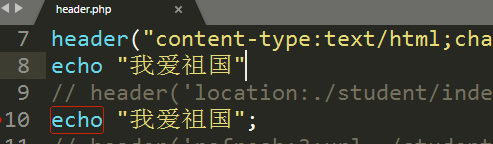 header.php ×
7 header("content-type:text/html;cha
8 echo "我爱祖国"
9 // header('location:./student/inde
10 echo "我爱祖国";